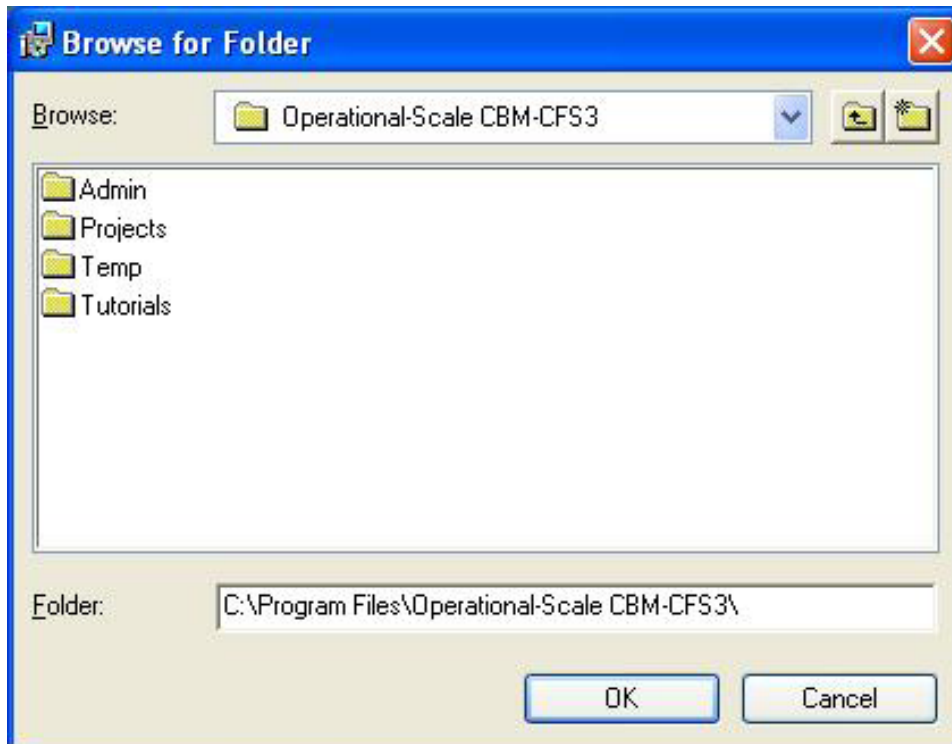 Browse for Folder
Browse: Operational-Scale CBM-CFS3
Admin
Projects
Temp
Tutorials
Folder: C:\Program Files\Operational-Scale CBM-CFS3\
OK Cancel